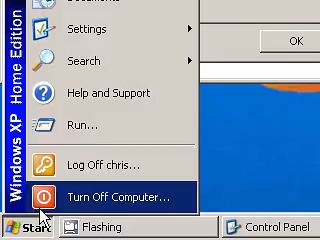 Documents
Settings
Search
Help and Support
Run...
Log Off chris...
Turn Off Computer...
Windows XP Home Edition
OK
Start
Flashing
Control Panel